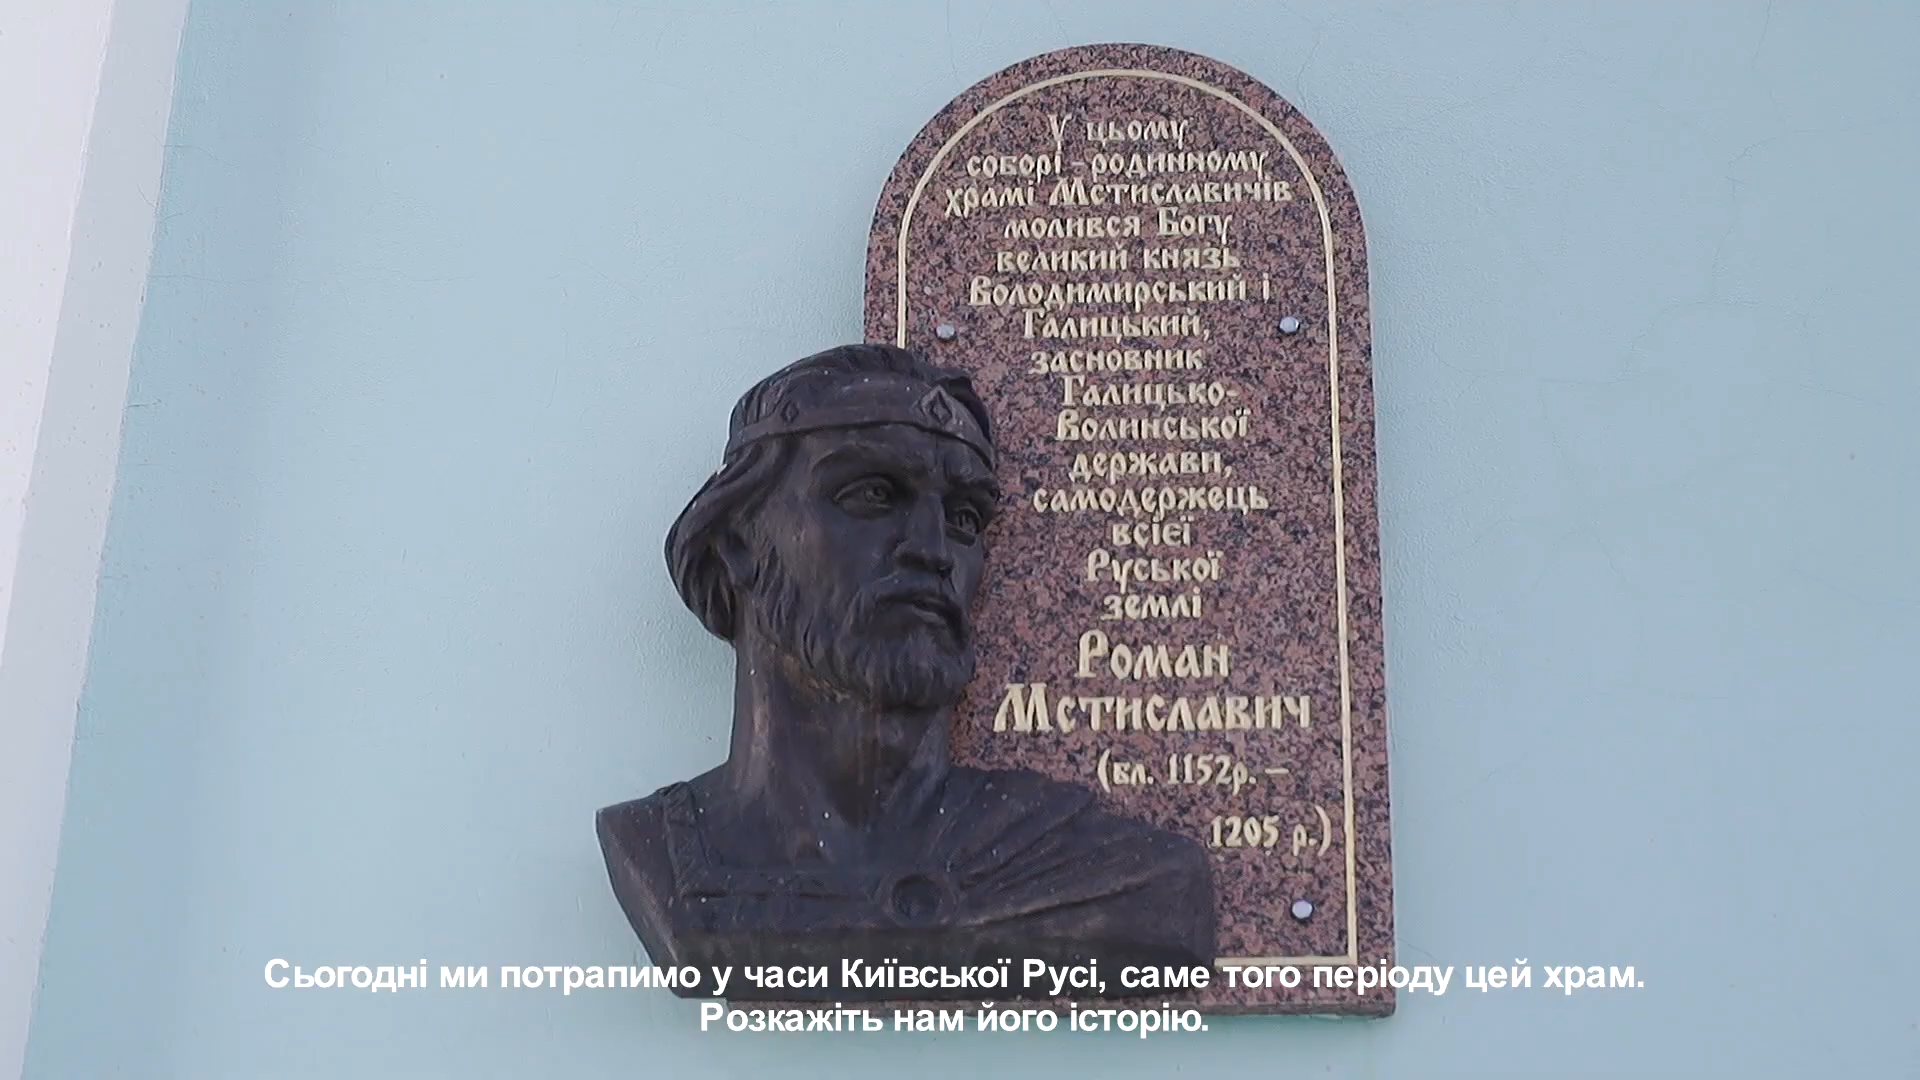 У цьому
соборі - родинному
храмі Мстиславичів
молився Богу
великий князь
Володимирський і
Галицький,
засновник
Галицько-
Волинської
держави,
самодержець
всієї
Руської
землі
Роман
Мстиславич
(бл. 1152р. –
1205 р.)
Сьогодні ми потрапимо у часи Київської Русі, саме того періоду цей храм.
Розкажіть нам його історію.